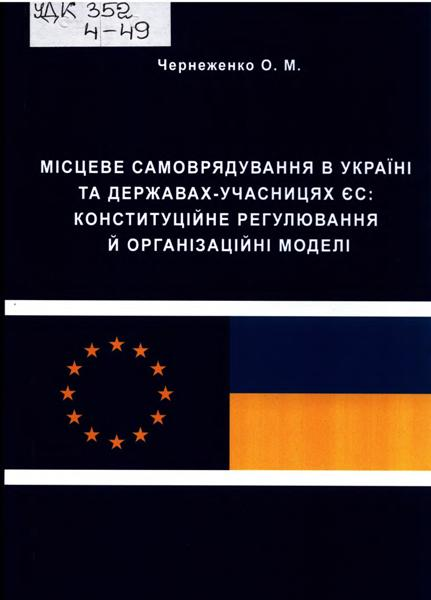 УДК 352
Ч-49
Чернеженко О. М.
МІСЦЕВЕ САМОВРЯДУВАННЯ В УКРАЇНІ
ТА ДЕРЖАВАХ-УЧАСНИЦЯХ ЄС:
КОНСТИТУЦІЙНЕ РЕГУЛЮВАННЯ
Й ОРГАНІЗАЦІЙНІ МОДЕЛІ